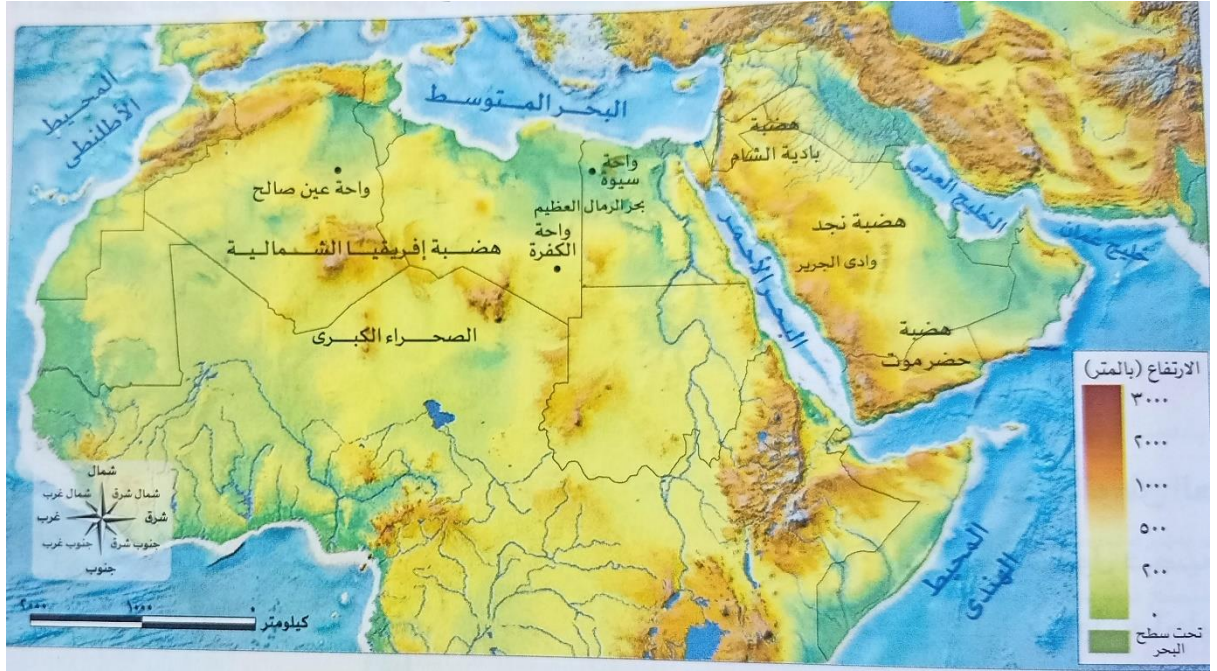 المحيط
الأطلنطى
البحر المتوسط
هضبة
بادية الشام
واحة
سيوة
واحة عين صالح
بحر الرمال العظيم
واحة
الكفرة
هضبة إفريقيا الشمالية
الصحراء الكبرى
البحر الأحمر
هضبة نجد
وادى الجرير
الخليج العربى
خليج عُمان
هضبة
حضرموت
المحيط
الهندى
الارتفاع (بالمتر)
٣٠٠٠
٢٠٠٠
١٠٠٠
٥٠٠
٢٠٠
٠
تحت سطح
البحر
شمال
شمال شرق
شمال غرب
شرق
غرب
جنوب شرق
جنوب غرب
جنوب
٢٠٠٠ ١٠٠٠ ٠
كيلومتر